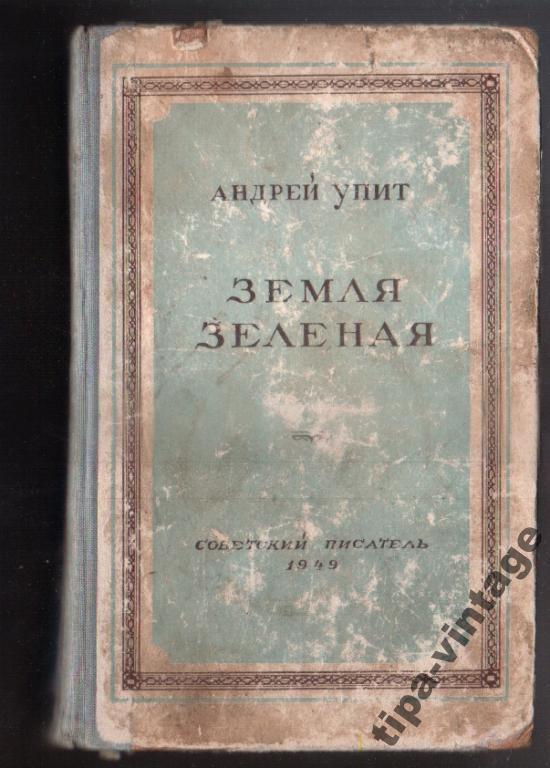 АНДРЕЙ УПИТ
ЗЕМЛЯ
ЗЕЛЕНАЯ
СОВЕТСКИЙ ПИСАТЕЛЬ
1949
tipa-vintage